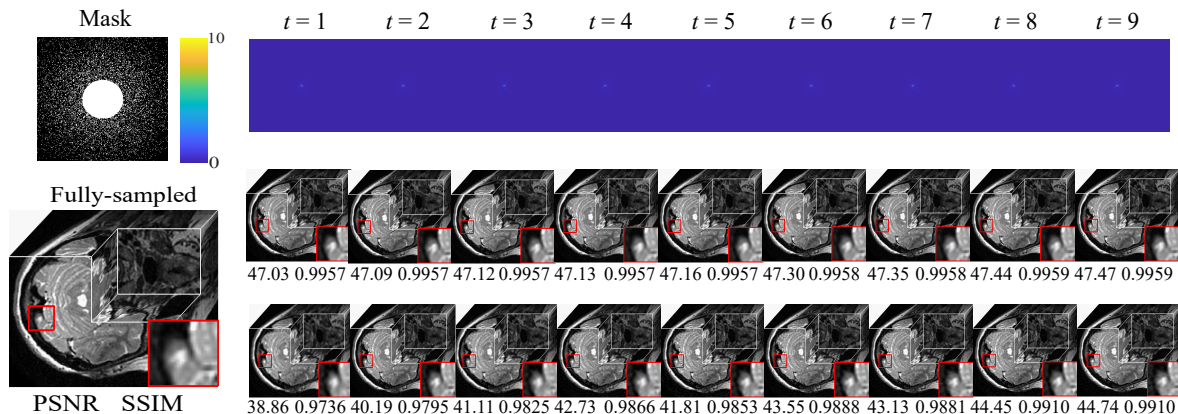 Mask
t = 1 t = 2 t = 3 t = 4 t = 5 t = 6 t = 7 t = 8 t = 9
10
0
Fully-sampled
47.03 0.9957 47.09 0.9957 47.12 0.9957 47.13 0.9957 47.16 0.9957 47.30 0.9958 47.35 0.9958 47.44 0.9959 47.47 0.9959
PSNR SSIM
38.86 0.9736 40.19 0.9795 41.11 0.9825 42.73 0.9866 41.81 0.9853 43.55 0.9888 43.13 0.9881 44.45 0.9910 44.74 0.9910